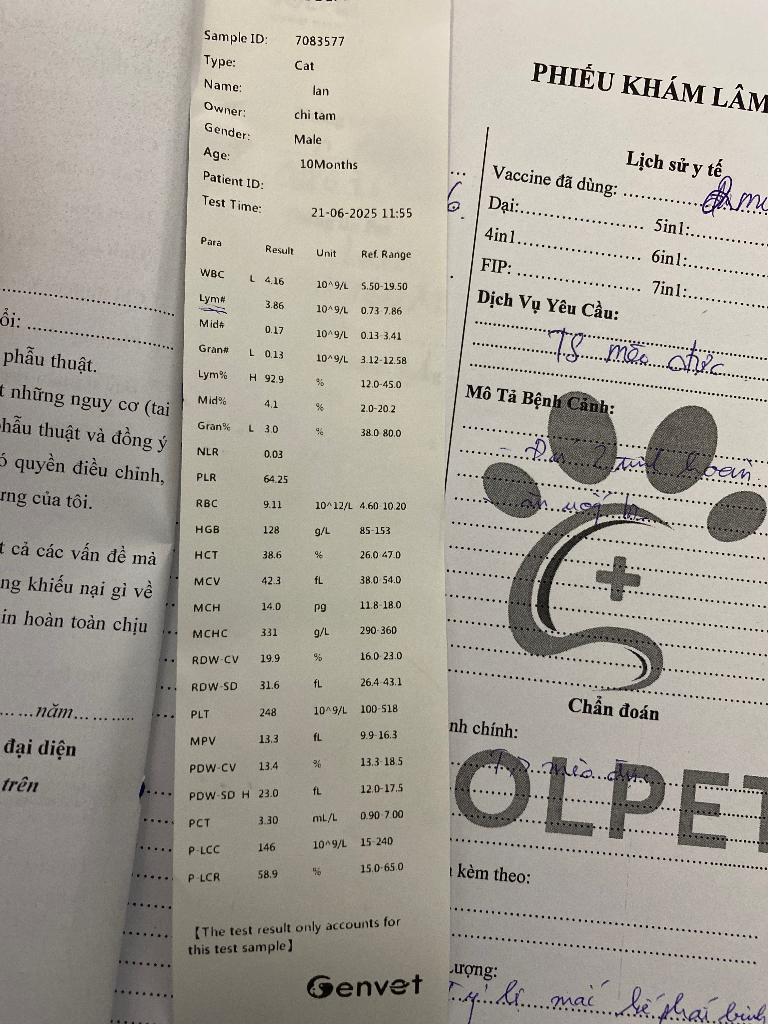 Sample ID: 7083577
Type: Cat
Name: lan
Owner: chi tam
Gender: Male
Age: 10Months
Patient ID:
Test Time: 21-06-2025 11:55
Para Result Unit Ref. Range
WBC L 4.16 10^9/L 5.50-19.50
Lym# 3.86 10^9/L 0.73-7.86
Mid# 0.17 10^9/L 0.13-3.41
Gran# L 0.13 10^9/L 3.12-12.58
Lym% H 92.9 % 12.0-45.0
Mid% 4.1 % 2.0-20.2
Gran% L 3.0 % 38.0-80.0
NLR 0.03
PLR 64.25
RBC 9.11 10^12/L 4.60-10.20
HGB 128 g/L 85-153
HCT 38.6 % 26.0-47.0
MCV 42.3 fL 38.0-54.0
MCH 14.0 pg 11.8-18.0
MCHC 331 g/L 290-360
RDW-CV 19.9 % 16.0-23.0
RDW-SD 31.6 fL 26.4-43.1
PLT 248 10^9/L 100-518
MPV 13.3 fL 9.9-16.3
PDW-CV 13.4 % 13.3-18.5
PDW-SD H 23.0 fL 12.0-17.5
PCT 3.30 mL/L 0.90-7.00
P-LCC 146 10^9/L 15-240
P-LCR 58.9 % 15.0-65.0
【The test result only accounts for
this test sample】
Genvet
PHIẾU KHÁM LÂM
Lịch sử y tế
Vaccine đã dùng:
Dại: 5in1:
4in1 6in1:
FIP: 7in1:
Dịch Vụ Yêu Cầu:
TS mèo đực
Mô Tả Bệnh Cảnh:
- Đủ 2 tinh hoàn
Chẩn đoán
nh chính:
TS mèo đực
OLPET
kèm theo:
Lượng:
mắc
ổi:
phẫu thuật.
t những nguy cơ (tai
phẫu thuật và đồng ý
ó quyền điều chỉnh,
rng của tôi.
t cả các vấn đề mà
ng khiếu nại gì về
in hoàn toàn chịu
năm
đại diện
trên